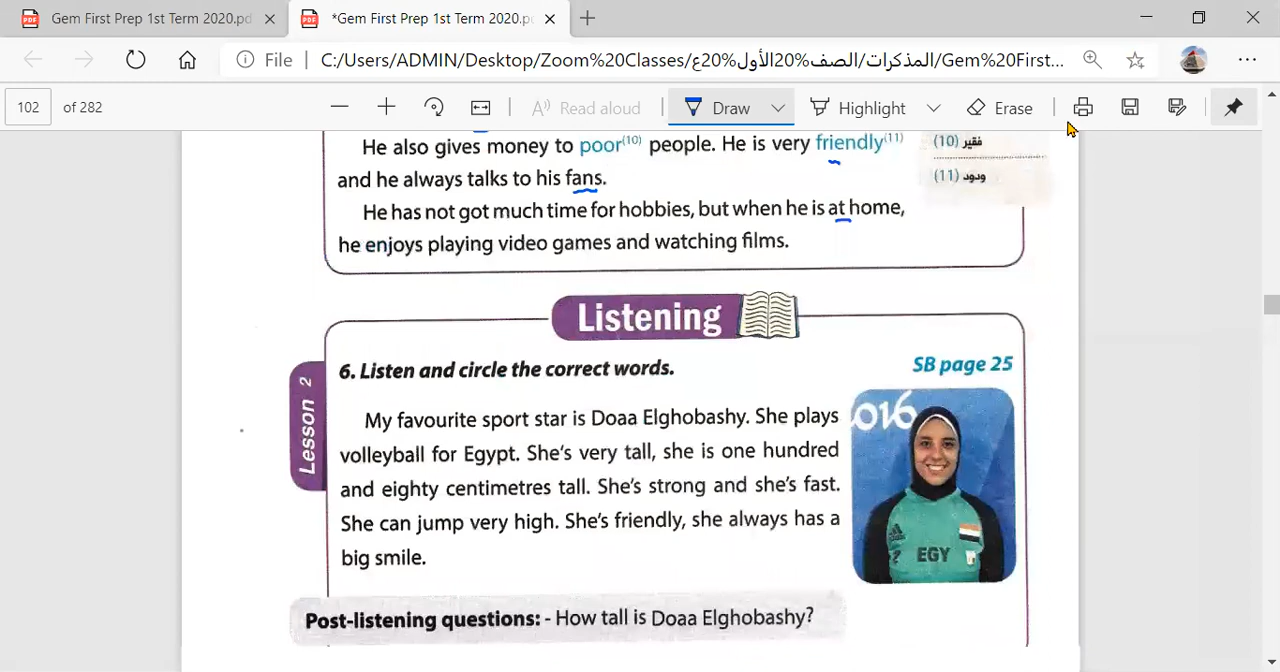 Gem First Prep 1st Term 2020.pd
*Gem First Prep 1st Term 2020.p
File
C:/Users/ADMIN/Desktop/Zoom%20Classes/المذكرات/الصف%20الأول%20ع/Gem%20First...
102 of 282
Read aloud
Draw
Highlight
Erase
He also gives money to poor(10) people. He is very friendly(11)
(10) فقير
and he always talks to his fans.
(11) ودود
He has not got much time for hobbies, but when he is at home,
he enjoys playing video games and watching films.
Listening
Lesson 2
6. Listen and circle the correct words.
SB page 25
My favourite sport star is Doaa Elghobashy. She plays
volleyball for Egypt. She's very tall, she is one hundred
and eighty centimetres tall. She's strong and she's fast.
She can jump very high. She's friendly, she always has a
big smile.
016
EGY
Post-listening questions: - How tall is Doaa Elghobashy?